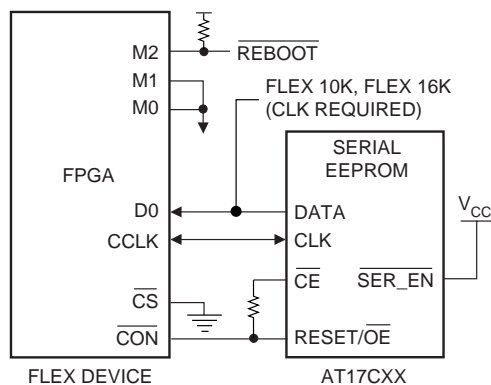 M2
REBOOT
M1
M0
FLEX 10K, FLEX 16K
(CLK REQUIRED)
SERIAL
EEPROM
FPGA
D0
DATA
VCC
CCLK
CLK
CE
SER_EN
CS
CON
RESET/OE
FLEX DEVICE
AT17CXX